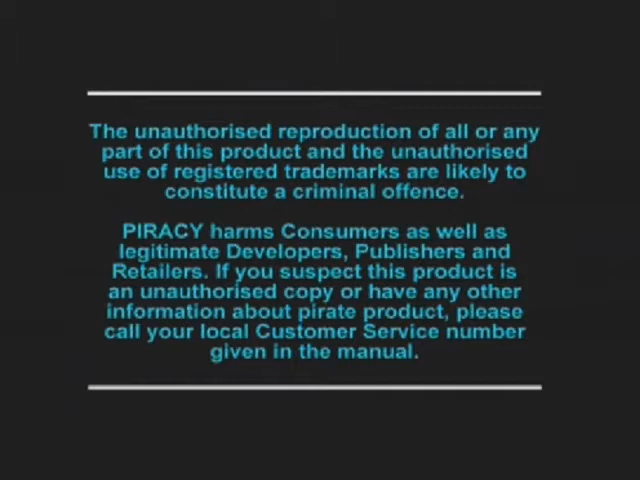 The unauthorised reproduction of all or any
part of this product and the unauthorised
use of registered trademarks are likely to
constitute a criminal offence.
PIRACY harms Consumers as well as
legitimate Developers, Publishers and
Retailers. If you suspect this product is
an unauthorised copy or have any other
information about pirate product, please
call your local Customer Service number
given in the manual.